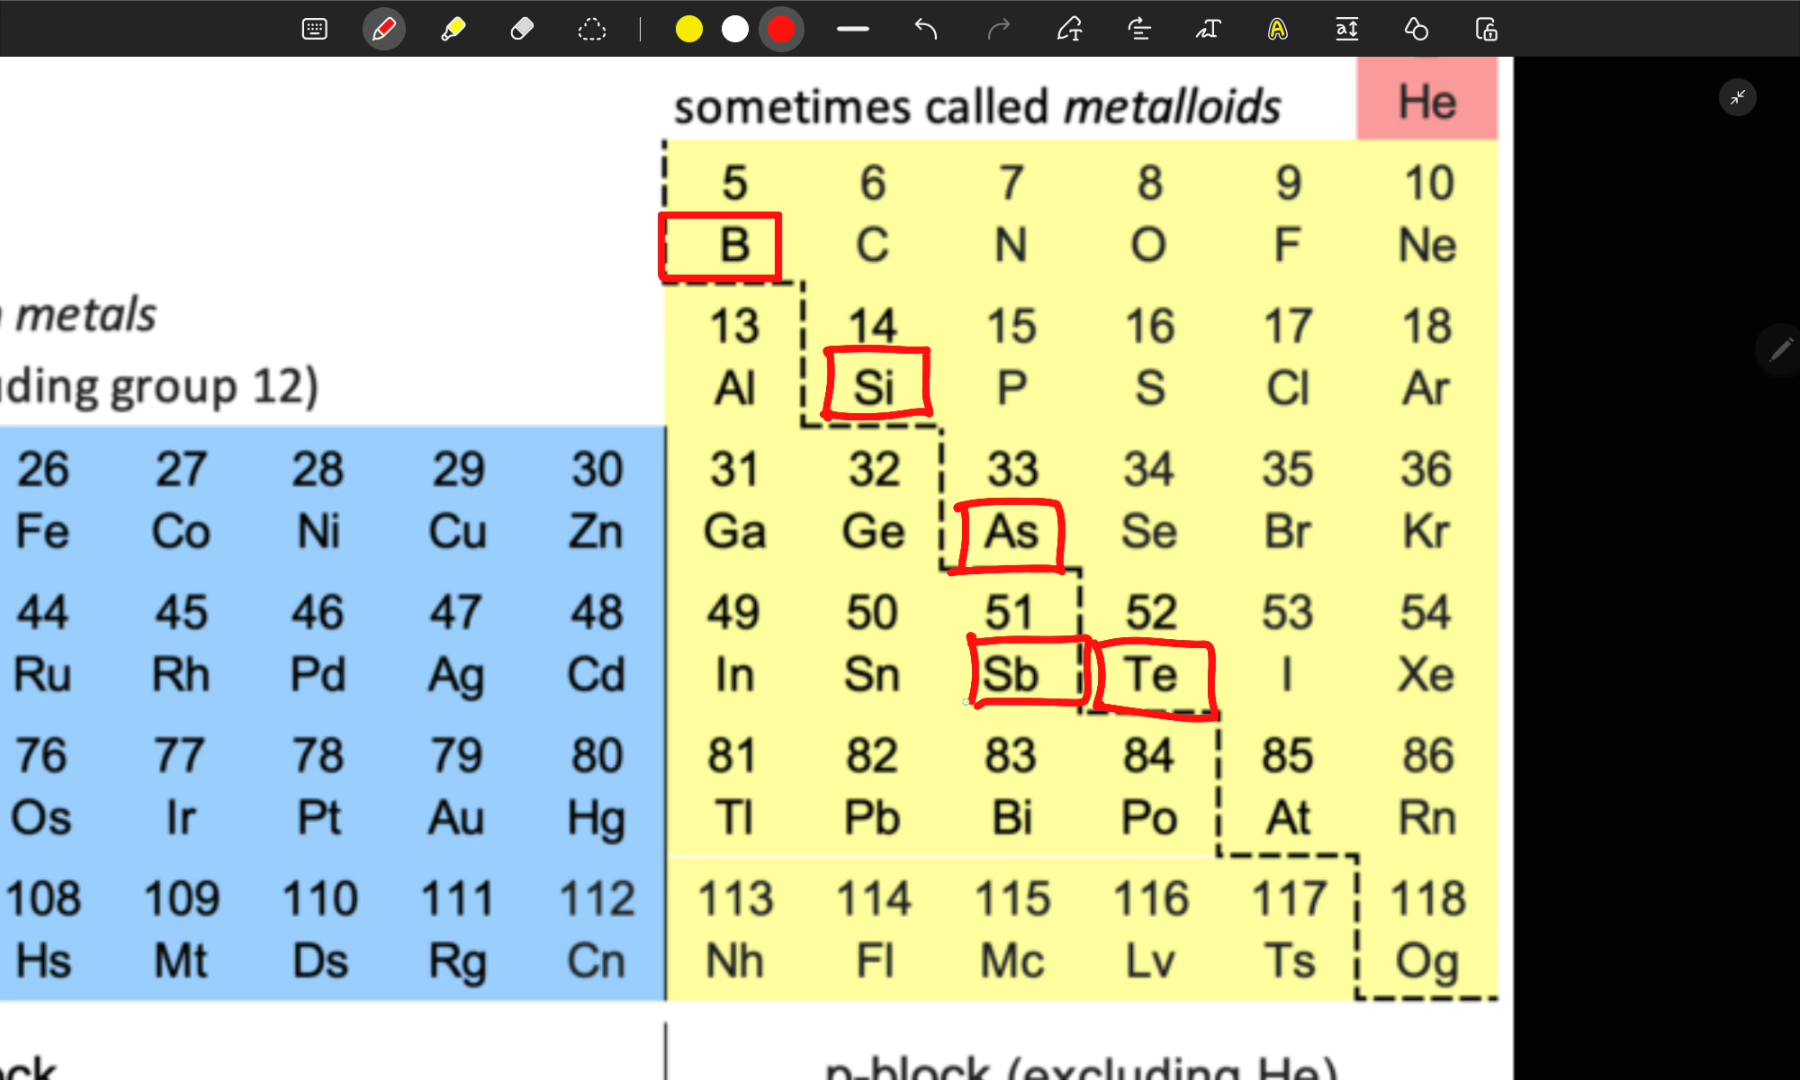 sometimes called metalloids
He
5 6 7 8 9 10
B C N O F Ne
metals
13 14 15 16 17 18
ding group 12)
Al Si P S Cl Ar
26 27 28 29 30 31 32 33 34 35 36
Fe Co Ni Cu Zn Ga Ge As Se Br Kr
44 45 46 47 48 49 50 51 52 53 54
Ru Rh Pd Ag Cd In Sn Sb Te I Xe
76 77 78 79 80 81 82 83 84 85 86
Os Ir Pt Au Hg Tl Pb Bi Po At Rn
108 109 110 111 112 113 114 115 116 117 118
Hs Mt Ds Rg Cn Nh Fl Mc Lv Ts Og
ck p-block (excluding He)